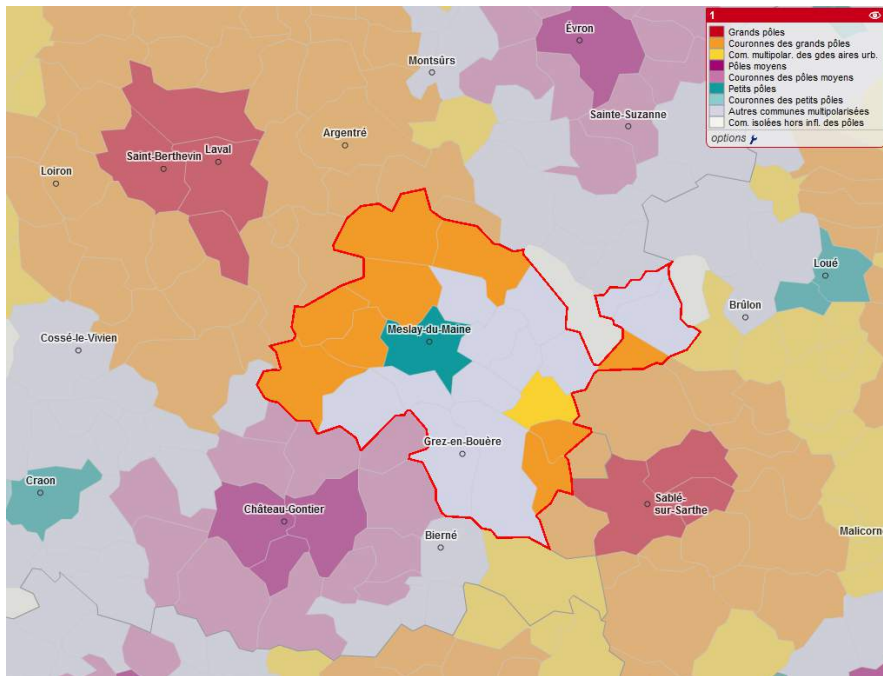 1
Grands pôles
Couronnes des grands pôles
Com. multipolar. des gdes aires urb.
Pôles moyens
Couronnes des pôles moyens
Petits pôles
Couronnes des petits pôles
Autres communes multipolarisées
Com. isolées hors infl. des pôles
options
Évron
Montsûrs
Sainte-Suzanne
Argentré
Laval
Saint-Berthevin
Loiron
Loué
Brûlon
Meslay-du-Maine
Cossé-le-Vivien
Grez-en-Bouère
Craon
Château-Gontier
Sablé-
sur-Sarthe
Bierné
Malicorne